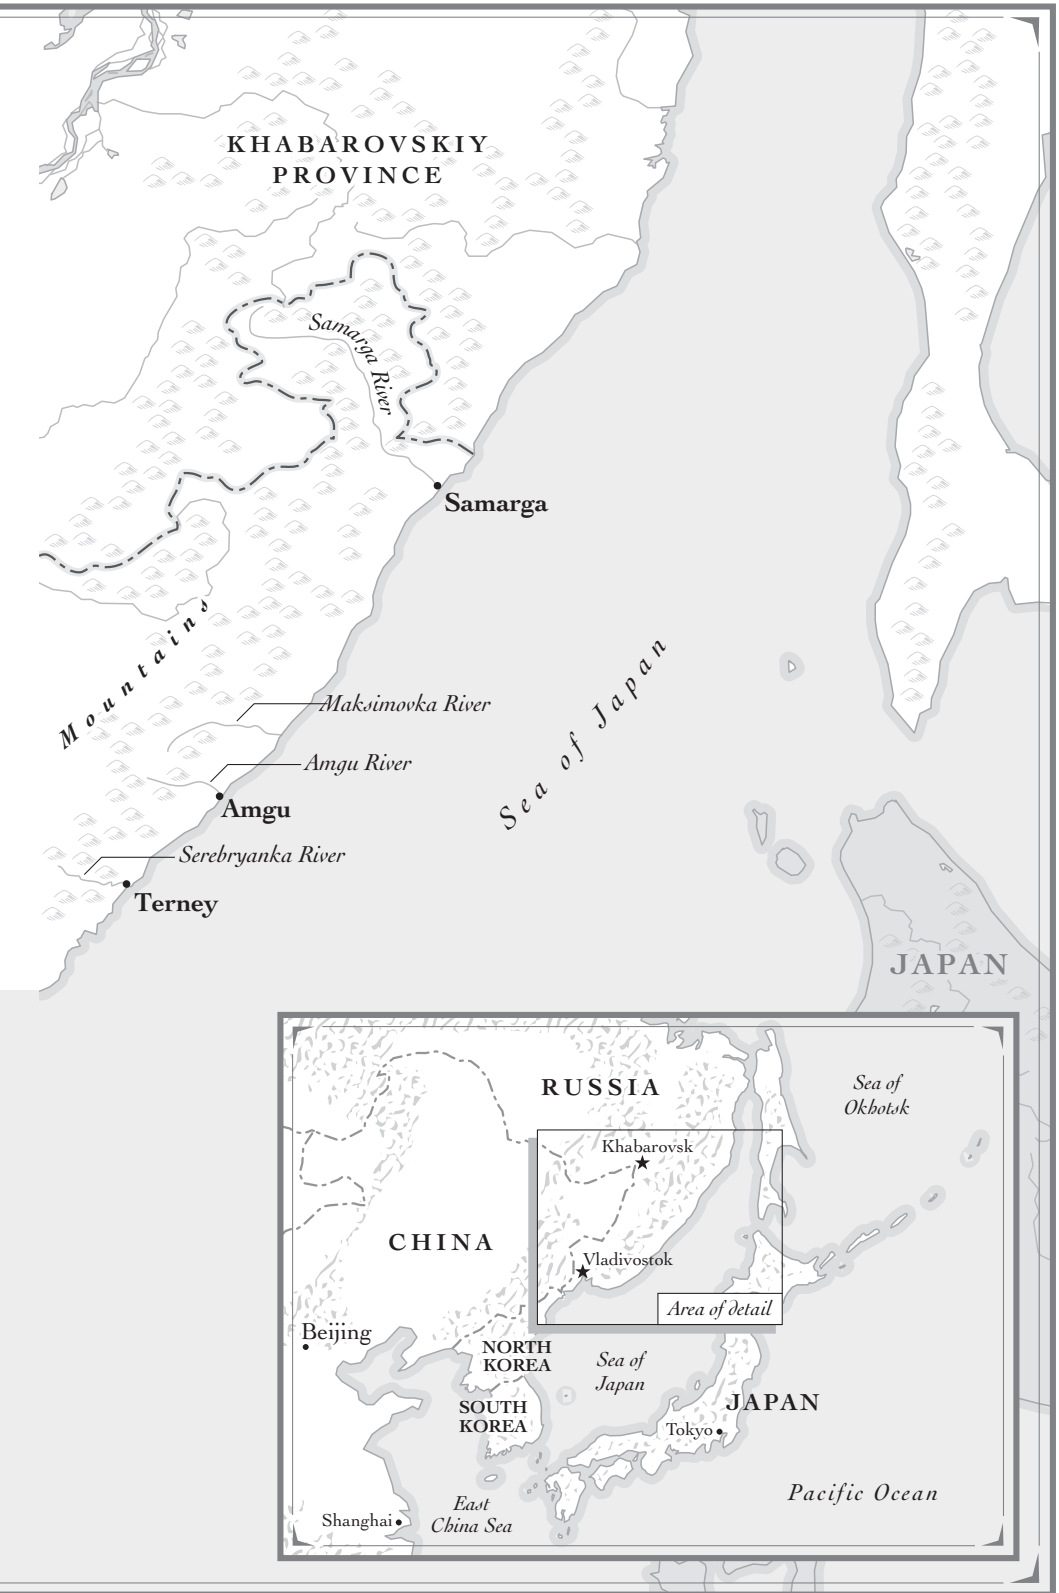 KHABAROVSKIY
PROVINCE
Samarga River
Samarga
Mountains
Maksimovka River
Sea of Japan
Amgu River
Amgu
Serebryanka River
Terney
JAPAN
RUSSIA
Sea of
Okhotsk
Khabarovsk
CHINA
Vladivostok
Area of detail
Beijing
NORTH
KOREA
Sea of
Japan
SOUTH
KOREA
JAPAN
Tokyo
Pacific Ocean
East
China Sea
Shanghai